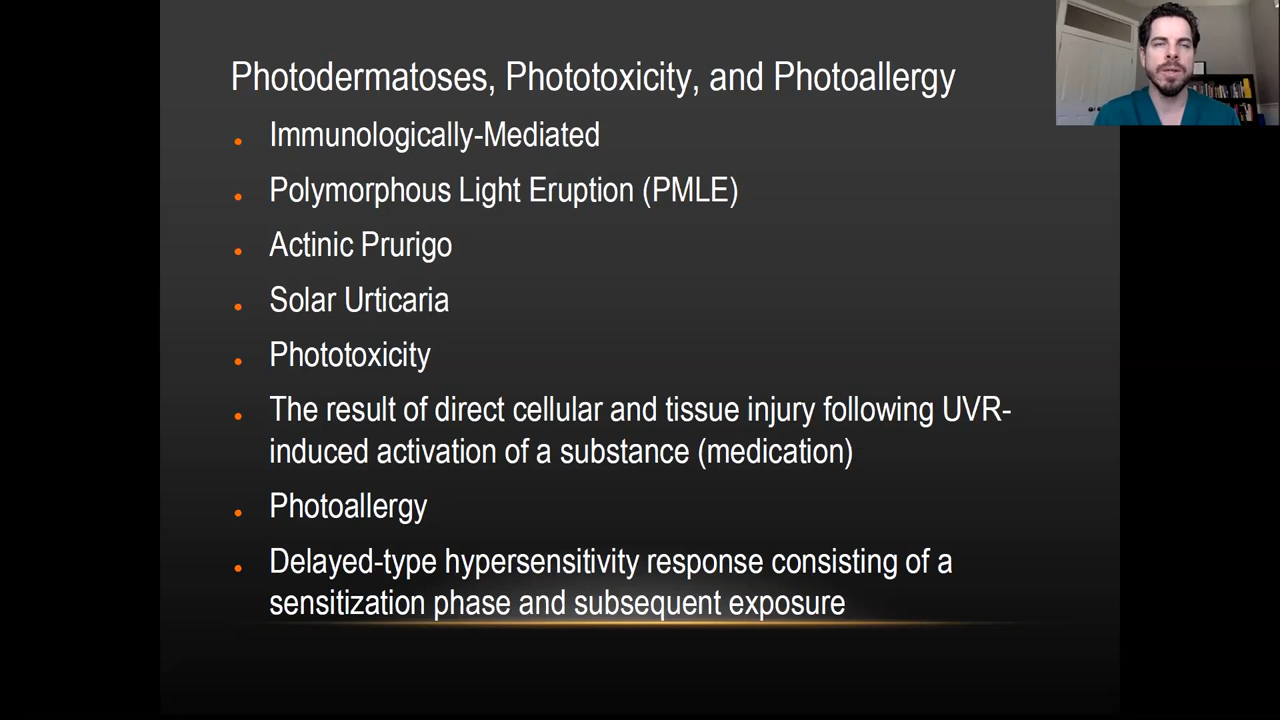 Photodermatoses, Phototoxicity, and Photoallergy
Immunologically-Mediated
Polymorphous Light Eruption (PMLE)
Actinic Prurigo
Solar Urticaria
Phototoxicity
The result of direct cellular and tissue injury following UVR-
induced activation of a substance (medication)
Photoallergy
Delayed-type hypersensitivity response consisting of a
sensitization phase and subsequent exposure